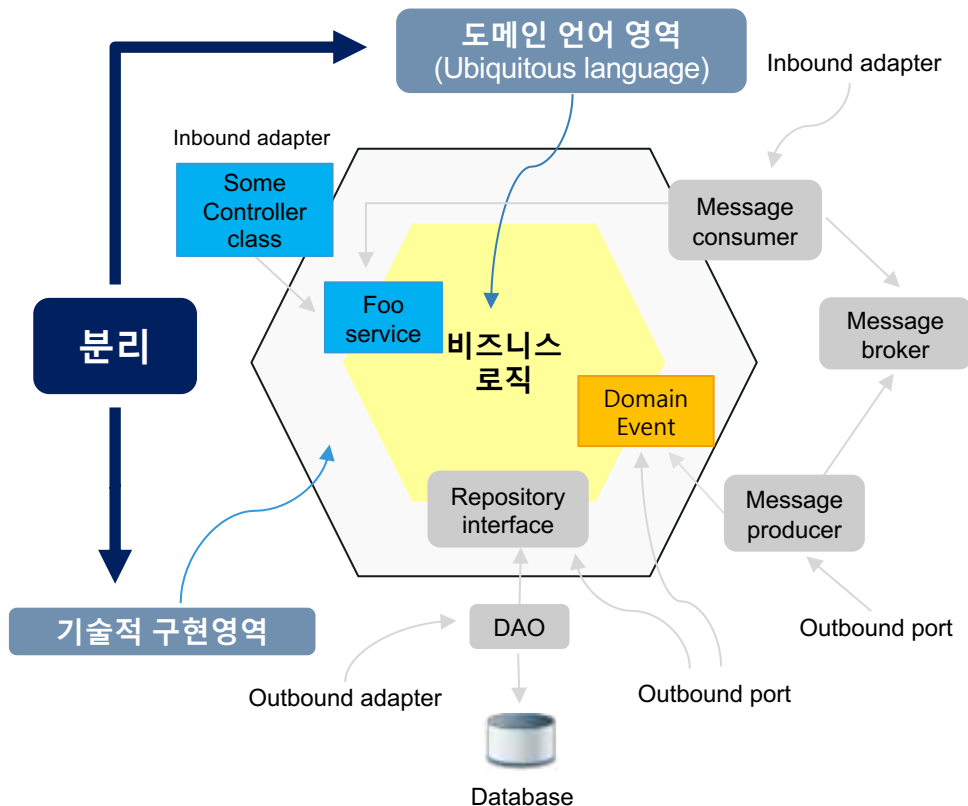 도메인 언어 영역
(Ubiquitous language)
Inbound adapter
Inbound adapter
Some
Controller
class
Message
consumer
Foo
service
분리
비즈니스
로직
Message
broker
Domain
Event
Repository
interface
Message
producer
기술적 구현영역
DAO
Outbound port
Outbound adapter
Outbound port
Database